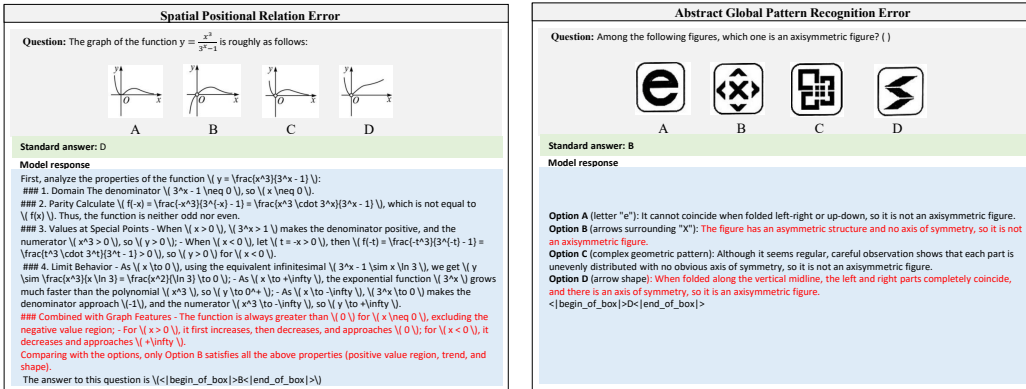 Spatial Positional Relation Error
Question: The graph of the function y = \frac{x^3}{3^x-1} is roughly as follows:
y O x
y O x
y O x
y O x
A B C D
Standard answer: D
Model response
First, analyze the properties of the function \( y = \frac{x^3}{3^x - 1} \):
### 1. Domain The denominator \( 3^x - 1 \neq 0 \), so \( x \neq 0 \).
### 2. Parity Calculate \( f(-x) = \frac{-x^3}{3^{-x} - 1} = \frac{x^3 \cdot 3^x}{3^x - 1} \), which is not equal to
\( f(x) \). Thus, the function is neither odd nor even.
### 3. Values at Special Points - When \( x > 0 \), \( 3^x > 1 \) makes the denominator positive, and the
numerator \( x^3 > 0 \), so \( y > 0 \); - When \( x < 0 \), let \( t = -x > 0 \), then \( f(-t) = \frac{-t^3}{3^{-t} - 1} =
\frac{t^3 \cdot 3^t}{3^t - 1} > 0 \), so \( y > 0 \) for \( x < 0 \).
### 4. Limit Behavior - As \( x \to 0 \), using the equivalent infinitesimal \( 3^x - 1 \sim x \ln 3 \), we get \( y
\sim \frac{x^3}{x \ln 3} = \frac{x^2}{\ln 3} \to 0 \); - As \( x \to +\infty \), the exponential function \( 3^x \) grows
much faster than the polynomial \( x^3 \), so \( y \to 0^+ \); - As \( x \to -\infty \), \( 3^x \to 0 \) makes the
denominator approach \(-1\), and the numerator \( x^3 \to -\infty \), so \( y \to +\infty \).
### Combined with Graph Features - The function is always greater than \( 0 \) for \( x \neq 0 \), excluding the
negative value region; - For \( x > 0 \), it first increases, then decreases, and approaches \( 0 \); for \( x < 0 \), it
decreases and approaches \( +\infty \).
Comparing with the options, only Option B satisfies all the above properties (positive value region, trend, and
shape).
The answer to this question is \(<|begin_of_box|>B<|end_of_box|>\)
Abstract Global Pattern Recognition Error
Question: Among the following figures, which one is an axisymmetric figure? ( )
A B C D
Standard answer: B
Model response
Option A (letter "e"): It cannot coincide when folded left-right or up-down, so it is not an axisymmetric figure.
Option B (arrows surrounding "X"): The figure has an asymmetric structure and no axis of symmetry, so it is not
an axisymmetric figure.
Option C (complex geometric pattern): Although it seems regular, careful observation shows that each part is
unevenly distributed with no obvious axis of symmetry, so it is not an axisymmetric figure.
Option D (arrow shape): When folded along the vertical midline, the left and right parts completely coincide,
and there is an axis of symmetry, so it is an axisymmetric figure.
<|begin_of_box|>D<|end_of_box|>